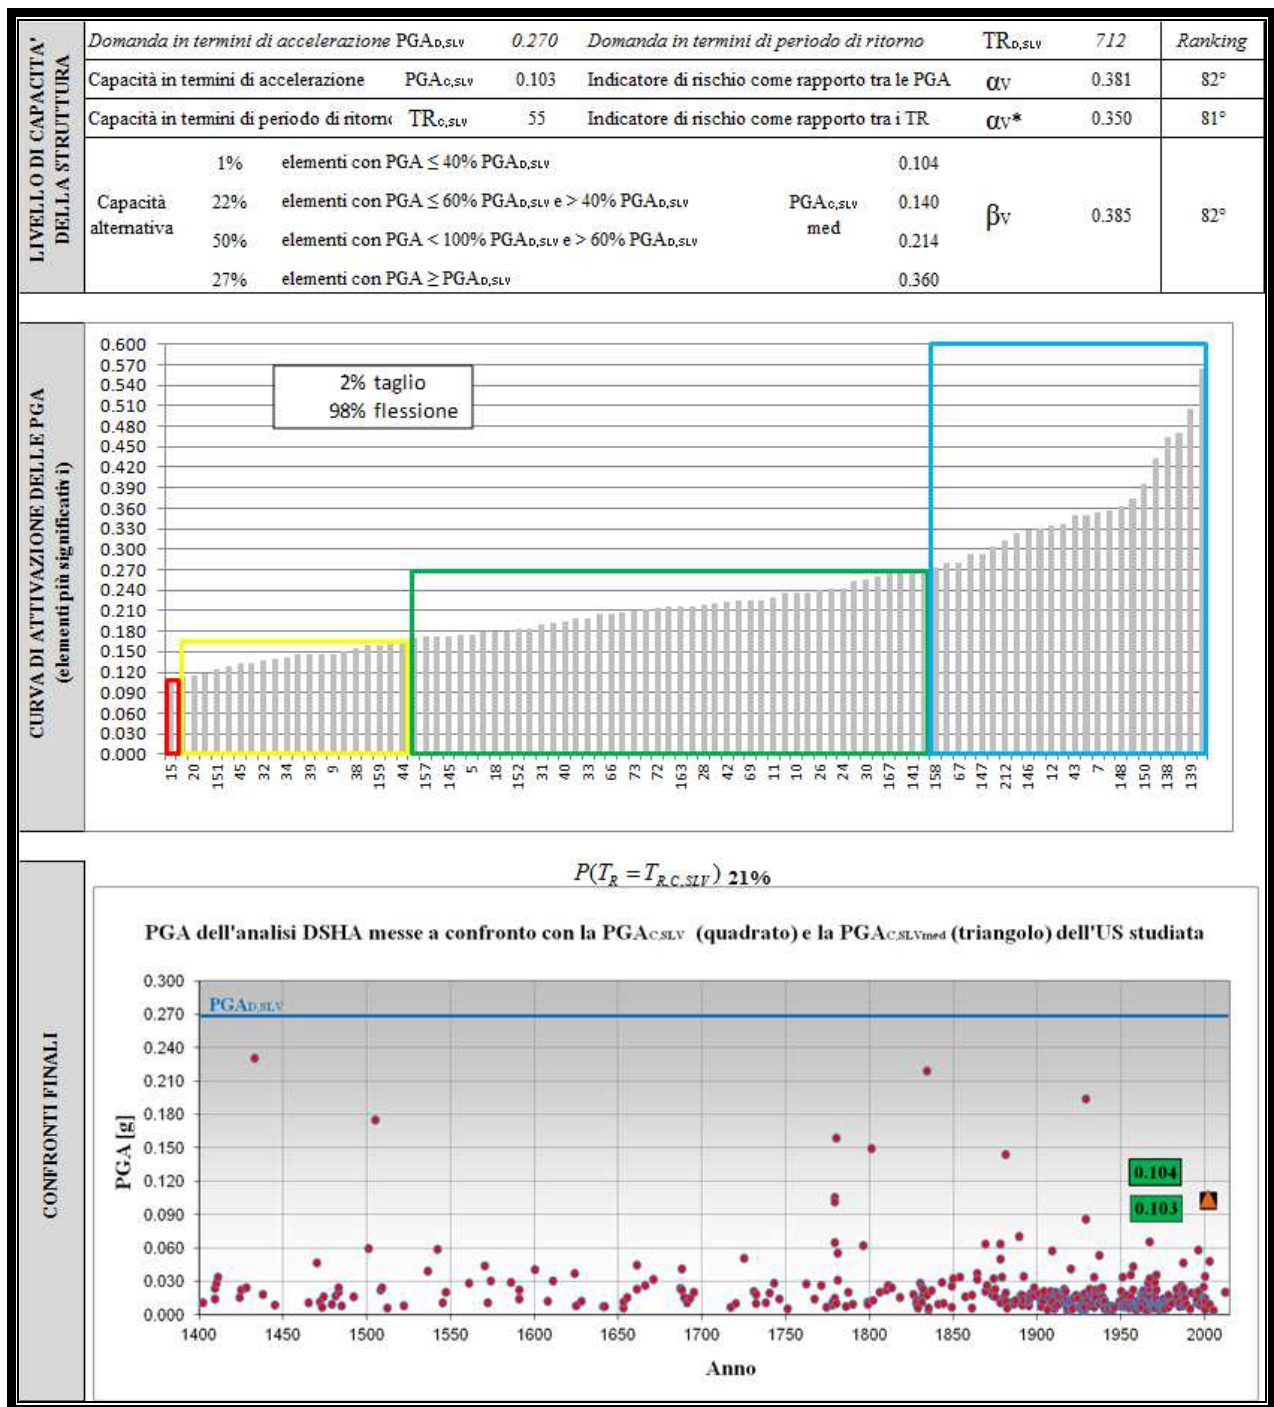 LIVELLO DI CAPACITA'
DELLA STRUTTURA
Domanda in termini di accelerazione PGAD,SLV 0.270 Domanda in termini di periodo di ritorno TRD,SLV 712 Ranking
Capacità in termini di accelerazione PGAC,SLV 0.103 Indicatore di rischio come rapporto tra le PGA αV 0.381 82°
Capacità in termini di periodo di ritorno TRC,SLV 55 Indicatore di rischio come rapporto tra i TR αV* 0.350 81°
Capacità
alternativa
1% elementi con PGA ≤ 40% PGAD,SLV 0.104
22% elementi con PGA ≤ 60% PGAD,SLV e > 40% PGAD,SLV 0.140
50% elementi con PGA < 100% PGAD,SLV e > 60% PGAD,SLV 0.214
27% elementi con PGA ≥ PGAD,SLV 0.360
PGAC,SLV
med
βV 0.385 82°
CURVA DI ATTIVAZIONE DELLE PGA
(elementi più significativi)
0.600
0.570
0.540
0.510
0.480
0.450
0.420
0.390
0.360
0.330
0.300
0.270
0.240
0.210
0.180
0.150
0.120
0.090
0.060
0.030
0.000
2% taglio
98% flessione
15 20 151 45 32 34 39 9 38 159 44 157 145 5 18 152 31 40 33 66 73 72 163 28 42 69 11 10 26 24 30 167 141 158 67 147 212 146 12 43 7 148 150 138 139
CONFRONTI FINALI
P(TR = TR,C,SLV) 21%
PGA dell'analisi DSHA messe a confronto con la PGAC,SLV (quadrato) e la PGAC,SLVmed (triangolo) dell'US studiata
PGA [g]
0.300
0.270
0.240
0.210
0.180
0.150
0.120
0.090
0.060
0.030
0.000
PGAD,SLV
0.104
0.103
1400 1450 1500 1550 1600 1650 1700 1750 1800 1850 1900 1950 2000
Anno